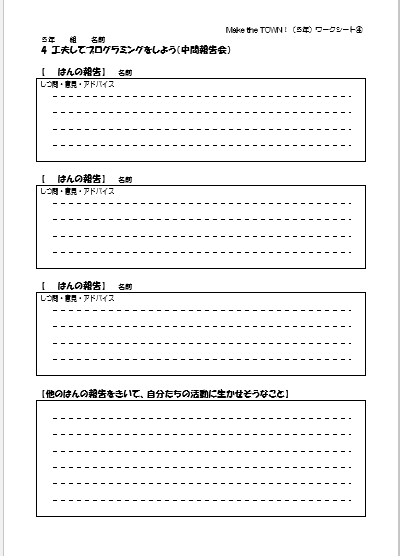 Make the TOWN！（５年）ワークシート④
５年　　組　　名前
４ 工夫してプログラミングをしよう（中間報告会）
【　はんの報告】　名前
しつ問・意見・アドバイス
【　はんの報告】　名前
しつ問・意見・アドバイス
【　はんの報告】　名前
しつ問・意見・アドバイス
【他のはんの報告をきいて、自分たちの活動に生かせそうなこと】